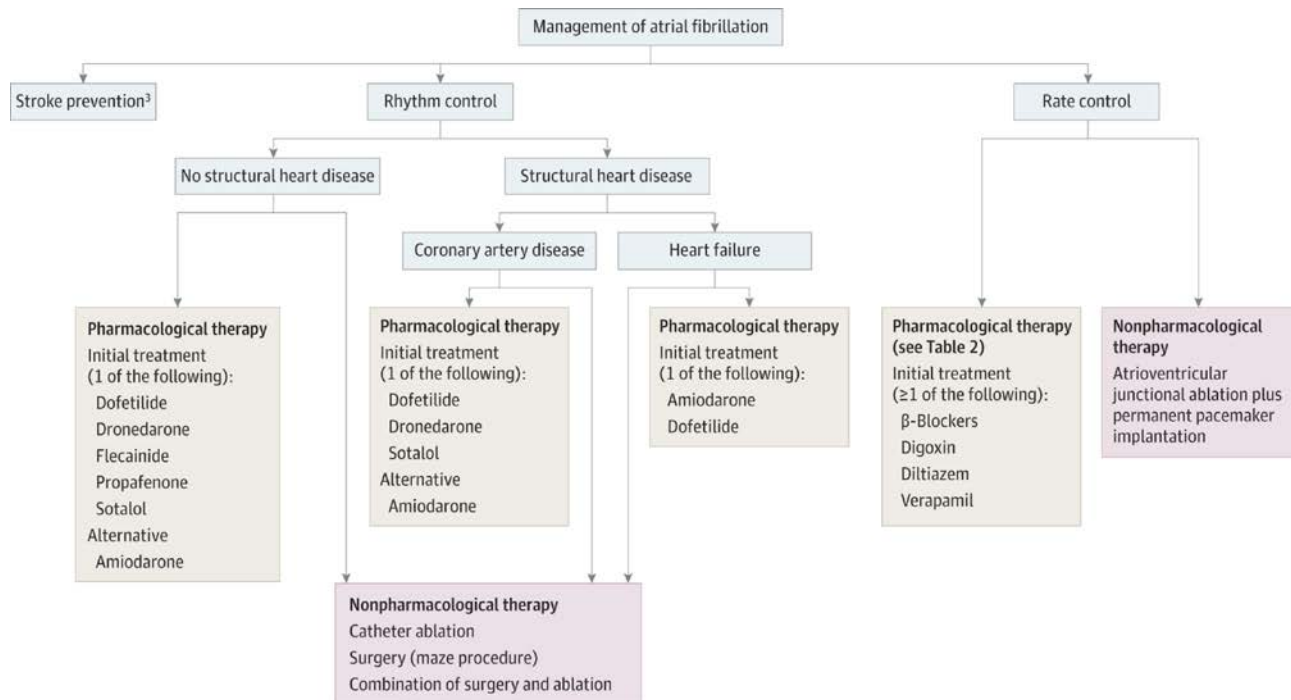 Management of atrial fibrillation
Stroke prevention³
Rhythm control
Rate control
No structural heart disease
Structural heart disease
Coronary artery disease
Heart failure
Pharmacological therapy
Initial treatment
(1 of the following):
Dofetilide
Dronedarone
Flecainide
Propafenone
Sotalol
Alternative
Amiodarone
Pharmacological therapy
Initial treatment
(1 of the following):
Dofetilide
Dronedarone
Sotalol
Alternative
Amiodarone
Pharmacological therapy
Initial treatment
(1 of the following):
Amiodarone
Dofetilide
Pharmacological therapy
(see Table 2)
Initial treatment
(≥1 of the following):
β-Blockers
Digoxin
Diltiazem
Verapamil
Nonpharmacological
therapy
Atrioventricular
junctional ablation plus
permanent pacemaker
implantation
Nonpharmacological therapy
Catheter ablation
Surgery (maze procedure)
Combination of surgery and ablation